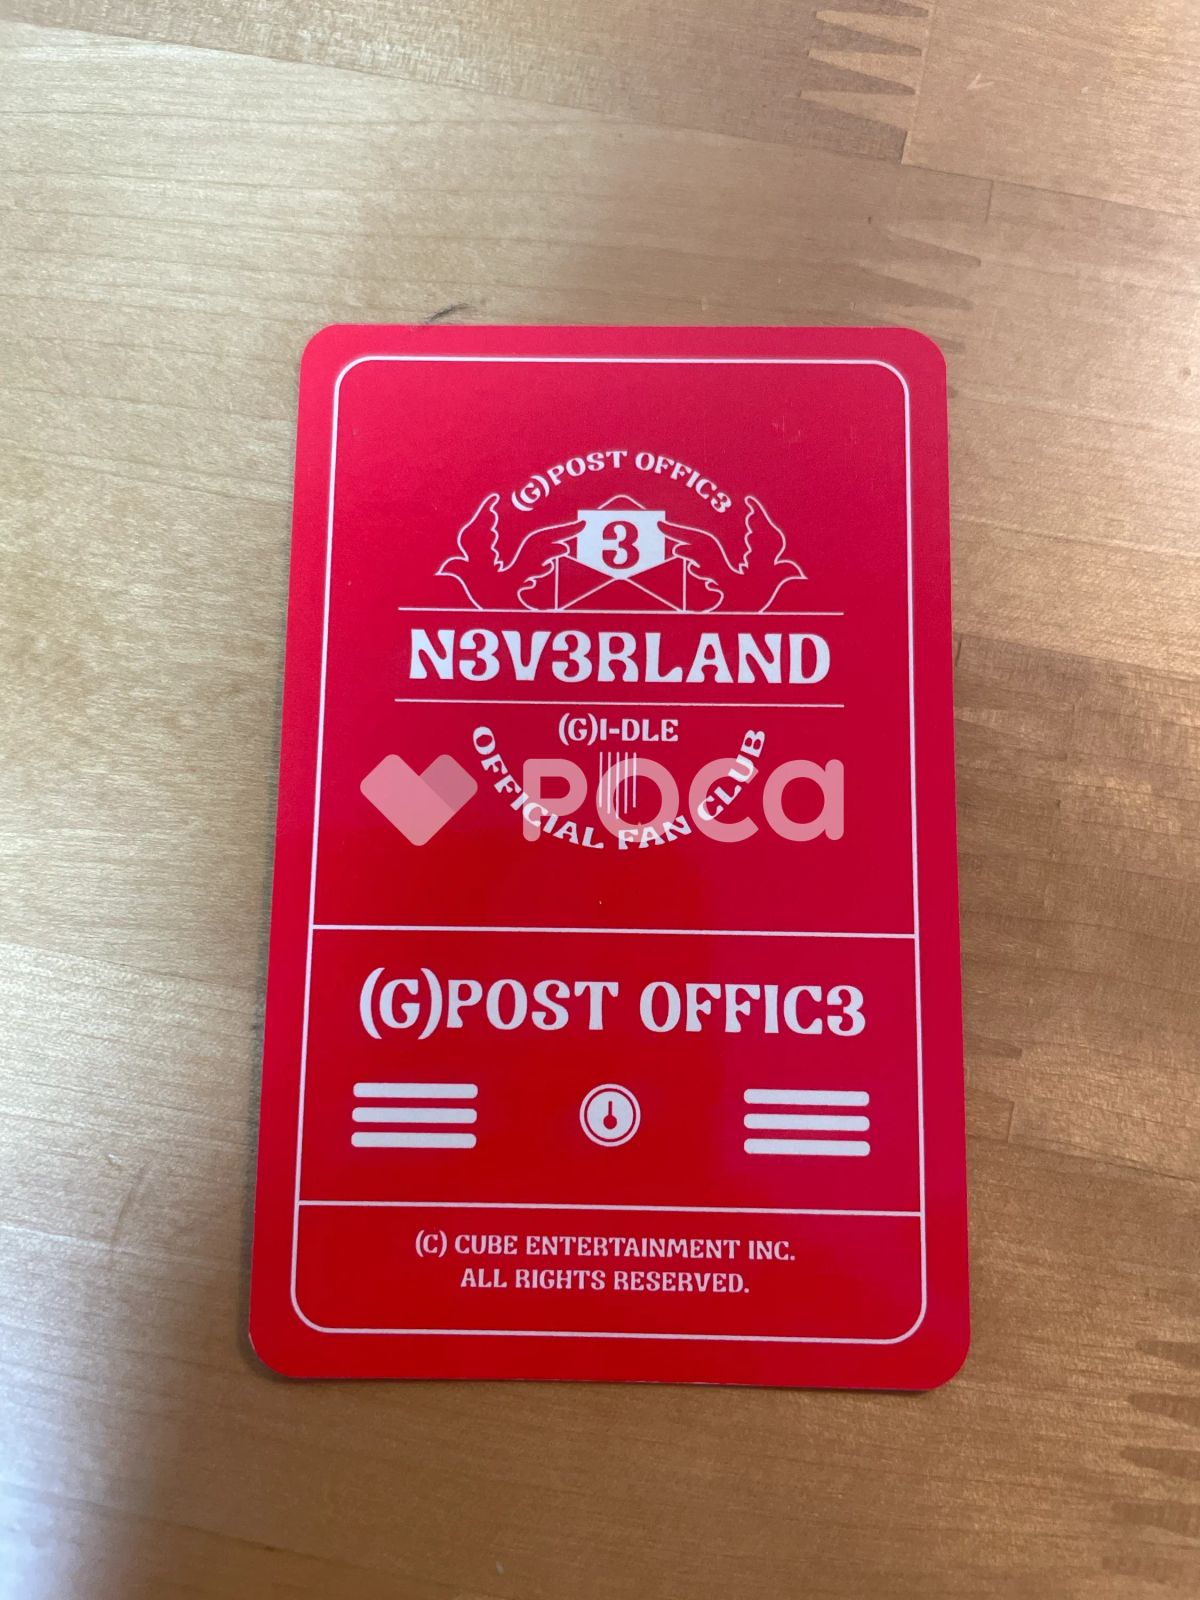 (G)POST OFFIC3
3
N3V3RLAND
(G)I-DLE
OFFICIAL FAN CLUB
POCA
(G)POST OFFIC3
(C) CUBE ENTERTAINMENT INC.
ALL RIGHTS RESERVED.